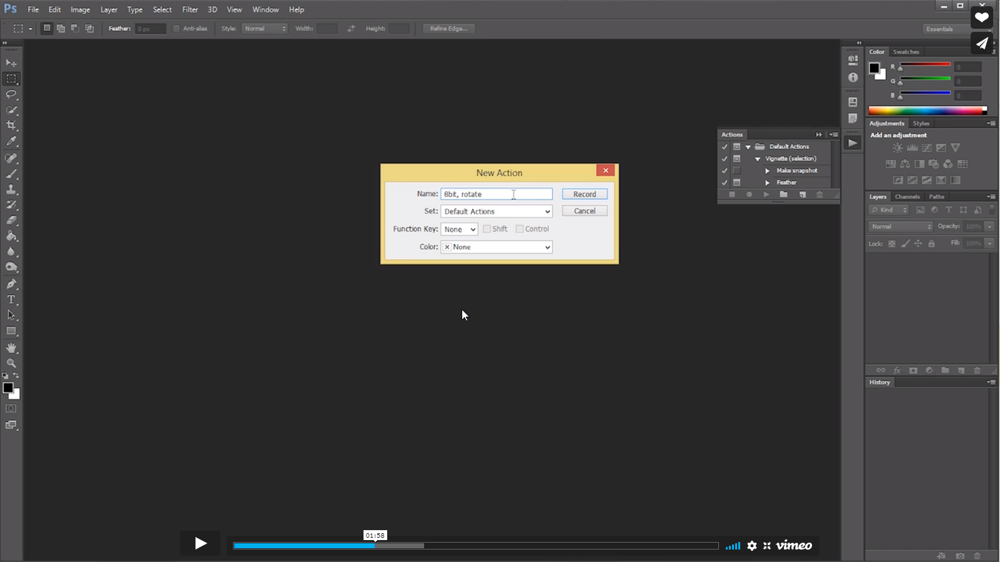 Ps File Edit Image Layer Type Select Filter 3D View Window Help
Feather: 0 px Anti-alias Style: Normal Width: Height: Refine Edge... Essentials
Color Swatches
R 0
G 0
B 0
Adjustments Styles
Add an adjustment
Actions
Default Actions
Vignette (selection)
Make snapshot
Feather
New Action
Name: 8bit, rotate Record
Set: Default Actions Cancel
Function Key: None Shift Control
Color: None
Layers Channels Paths
Kind
Normal Opacity: 100%
Lock: Fill: 100%
History
01:58
vimeo